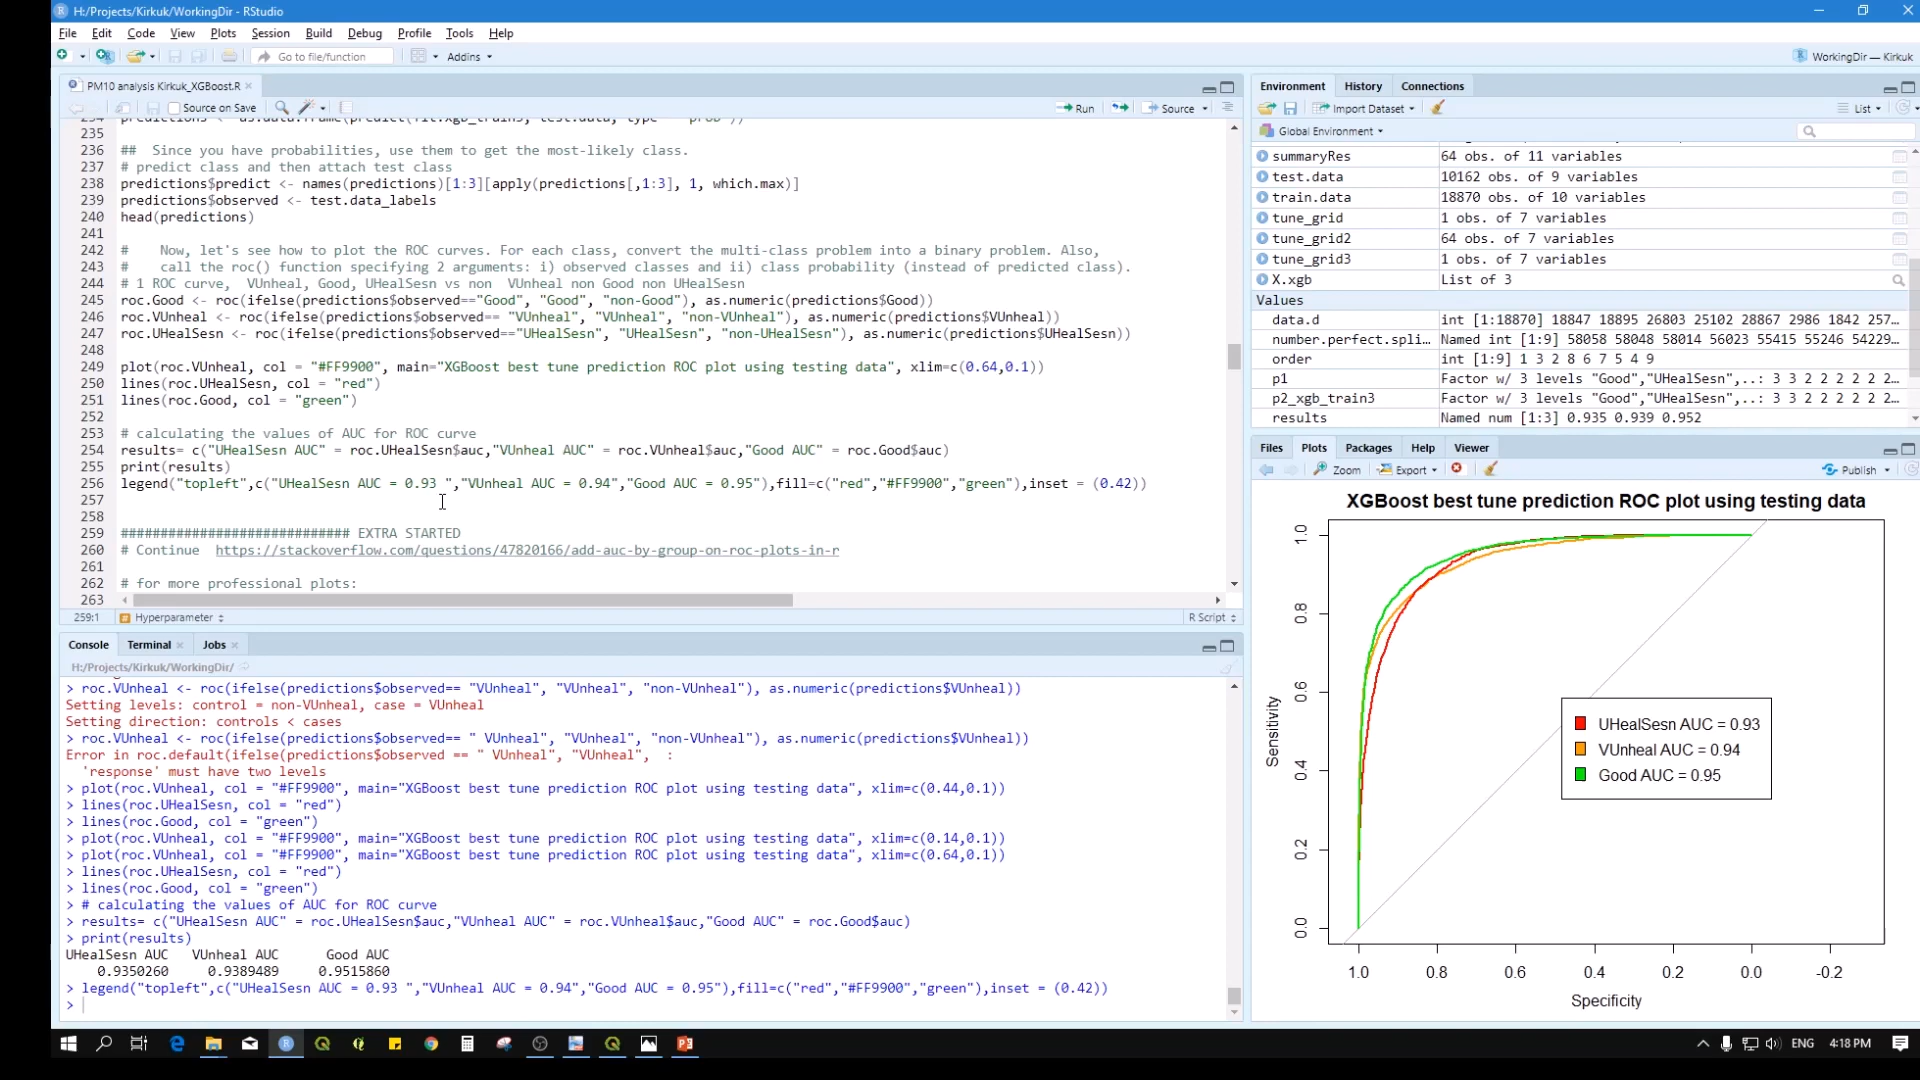 H:/Projects/Kirkuk/WorkingDir - RStudio
File Edit Code View Plots Session Build Debug Profile Tools Help
Go to file/function Addins WorkingDir — Kirkuk
PM10 analysis Kirkuk_XGBoost.R
Source on Save Run Source
235
236 ## Since you have probabilities, use them to get the most-likely class.
237 # predict class and then attach test class
238 predictions$predict <- names(predictions)[1:3][apply(predictions[,1:3], 1, which.max)]
239 predictions$observed <- test.data_labels
240 head(predictions)
241
242 # Now, let's see how to plot the ROC curves. For each class, convert the multi-class problem into a binary problem. Also,
243 # call the roc() function specifying 2 arguments: i) observed classes and ii) class probability (instead of predicted class).
244 # 1 ROC curve, VUnheal, Good, UHealSesn vs non VUnheal non Good non UHealSesn
245 roc.Good <- roc(ifelse(predictions$observed=="Good", "Good", "non-Good"), as.numeric(predictions$Good))
246 roc.VUnheal <- roc(ifelse(predictions$observed== "VUnheal", "VUnheal", "non-VUnheal"), as.numeric(predictions$VUnheal))
247 roc.UHealSesn <- roc(ifelse(predictions$observed=="UHealSesn", "UHealSesn", "non-UHealSesn"), as.numeric(predictions$UHealSesn))
248
249 plot(roc.VUnheal, col = "#FF9900", main="XGBoost best tune prediction ROC plot using testing data", xlim=c(0.64,0.1))
250 lines(roc.UHealSesn, col = "red")
251 lines(roc.Good, col = "green")
252
253 # calculating the values of AUC for ROC curve
254 results= c("UHealSesn AUC" = roc.UHealSesn$auc,"VUnheal AUC" = roc.VUnheal$auc,"Good AUC" = roc.Good$auc)
255 print(results)
256 legend("topleft",c("UHealSesn AUC = 0.93 ","VUnheal AUC = 0.94","Good AUC = 0.95"),fill=c("red","#FF9900","green"),inset = (0.42))
257
258
259 ############################# EXTRA STARTED
260 # Continue https://stackoverflow.com/questions/47820166/add-auc-by-group-on-roc-plots-in-r
261
262 # for more professional plots:
263
259:1 Hyperparameter R Script
Console Terminal Jobs
H:/Projects/Kirkuk/WorkingDir/
> roc.VUnheal <- roc(ifelse(predictions$observed== "VUnheal", "VUnheal", "non-VUnheal"), as.numeric(predictions$VUnheal))
Setting levels: control = non-VUnheal, case = VUnheal
Setting direction: controls < cases
> roc.VUnheal <- roc(ifelse(predictions$observed== " VUnheal", "VUnheal", "non-VUnheal"), as.numeric(predictions$VUnheal))
Error in roc.default(ifelse(predictions$observed == " VUnheal", "VUnheal", :
'response' must have two levels
> plot(roc.VUnheal, col = "#FF9900", main="XGBoost best tune prediction ROC plot using testing data", xlim=c(0.44,0.1))
> lines(roc.UHealSesn, col = "red")
> lines(roc.Good, col = "green")
> plot(roc.VUnheal, col = "#FF9900", main="XGBoost best tune prediction ROC plot using testing data", xlim=c(0.14,0.1))
> plot(roc.VUnheal, col = "#FF9900", main="XGBoost best tune prediction ROC plot using testing data", xlim=c(0.64,0.1))
> lines(roc.UHealSesn, col = "red")
> lines(roc.Good, col = "green")
> # calculating the values of AUC for ROC curve
> results= c("UHealSesn AUC" = roc.UHealSesn$auc,"VUnheal AUC" = roc.VUnheal$auc,"Good AUC" = roc.Good$auc)
> print(results)
UHealSesn AUC VUnheal AUC Good AUC
0.9350260 0.9389489 0.9515860
> legend("topleft",c("UHealSesn AUC = 0.93 ","VUnheal AUC = 0.94","Good AUC = 0.95"),fill=c("red","#FF9900","green"),inset = (0.42))
>
Environment History Connections
Import Dataset List
Global Environment
summaryRes 64 obs. of 11 variables
test.data 10162 obs. of 9 variables
train.data 18870 obs. of 10 variables
tune_grid 1 obs. of 7 variables
tune_grid2 64 obs. of 7 variables
tune_grid3 1 obs. of 7 variables
X.xgb List of 3
Values
data.d int [1:18870] 18847 18895 26803 25102 28867 2986 1842 257...
number.perfect.spli... Named int [1:9] 58058 58048 58014 56023 55415 55246 54229...
order int [1:9] 1 3 2 8 6 7 5 4 9
p1 Factor w/ 3 levels "Good","UHealSesn",..: 3 3 2 2 2 2 2 2...
p2_xgb_train3 Factor w/ 3 levels "Good","UHealSesn",..: 3 3 2 2 2 2 2 2...
results Named num [1:3] 0.935 0.939 0.952
Files Plots Packages Help Viewer
Zoom Export Publish
XGBoost best tune prediction ROC plot using testing data
Sensitivity
1.0
0.8
0.6
0.4
0.2
0.0
UHealSesn AUC = 0.93
VUnheal AUC = 0.94
Good AUC = 0.95
1.0 0.8 0.6 0.4 0.2 0.0 -0.2
Specificity
ENG 4:18 PM